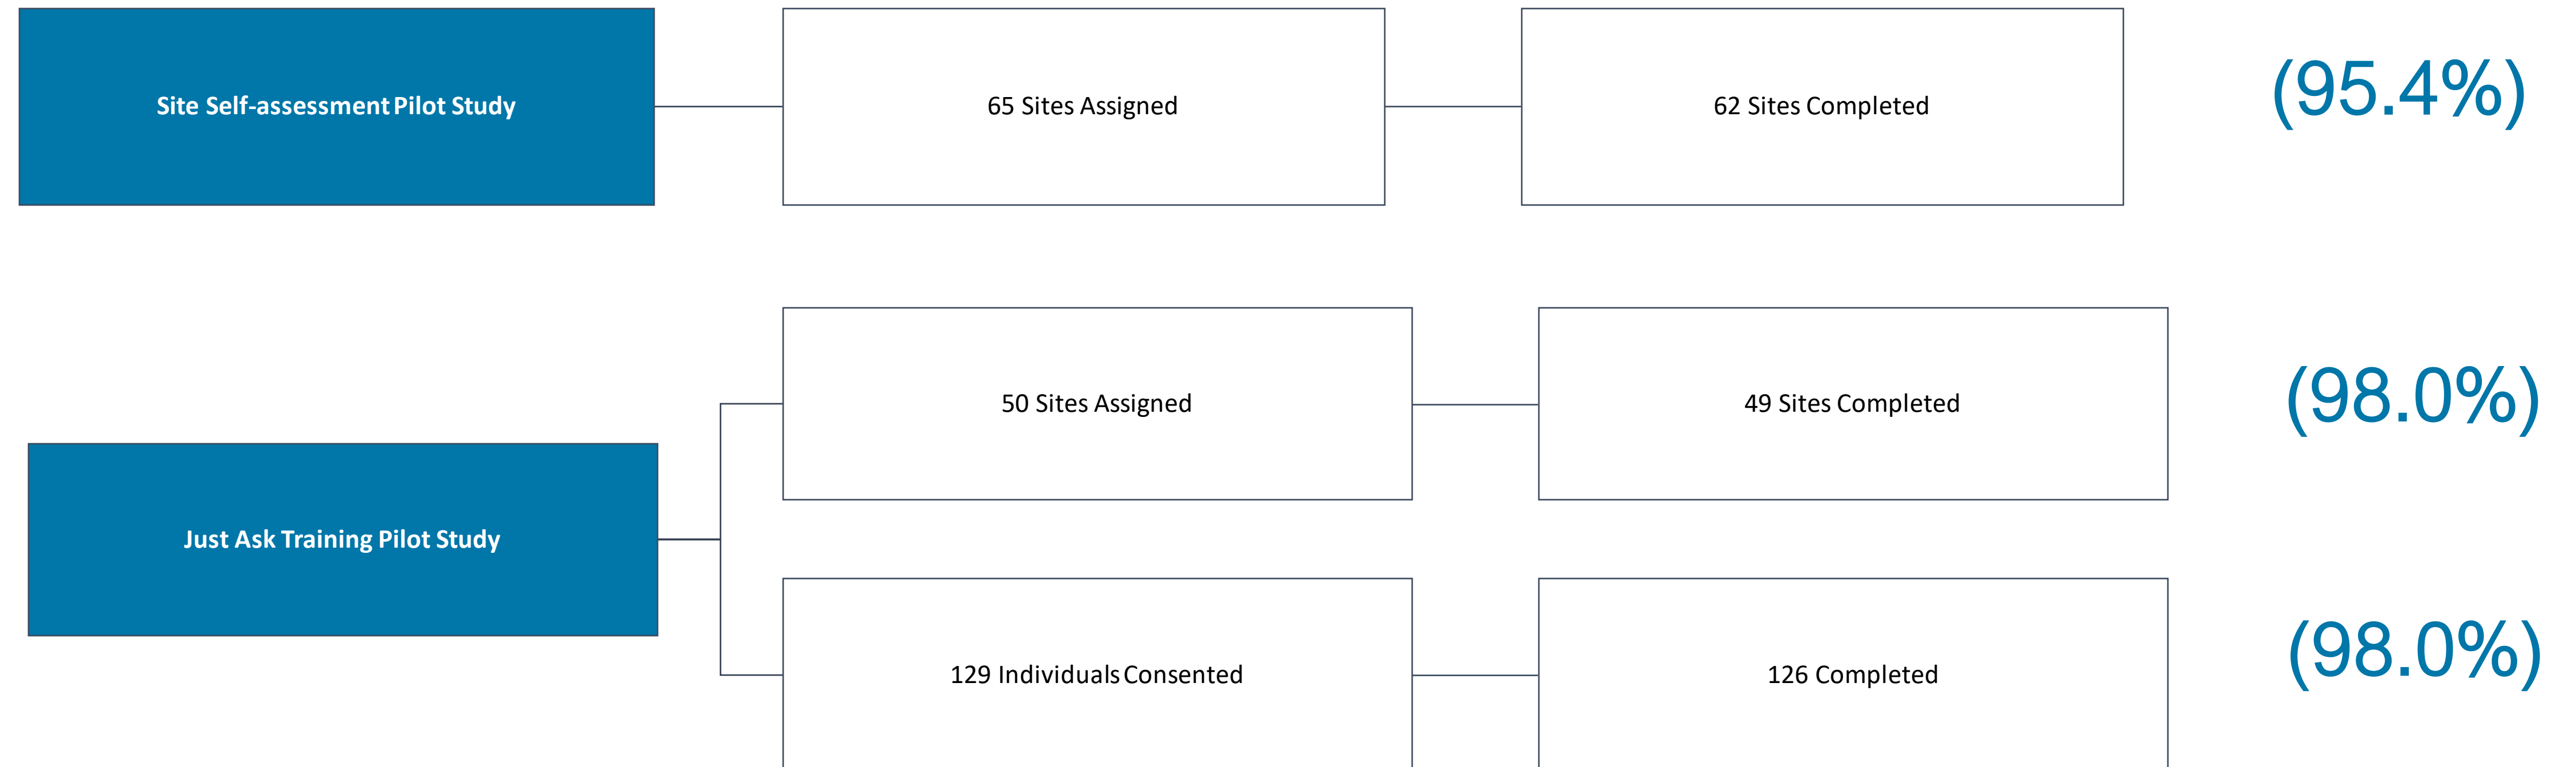 Site Self-assessment Pilot Study
65 Sites Assigned
62 Sites Completed
(95.4%)
50 Sites Assigned
49 Sites Completed
(98.0%)
Just Ask Training Pilot Study
129 Individuals Consented
126 Completed
(98.0%)